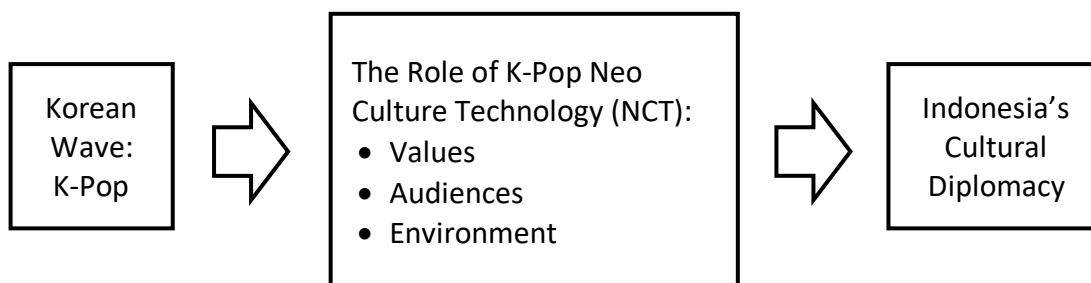 Korean
Wave:
K-Pop
The Role of K-Pop Neo
Culture Technology (NCT):
• Values
• Audiences
• Environment
Indonesia’s
Cultural
Diplomacy